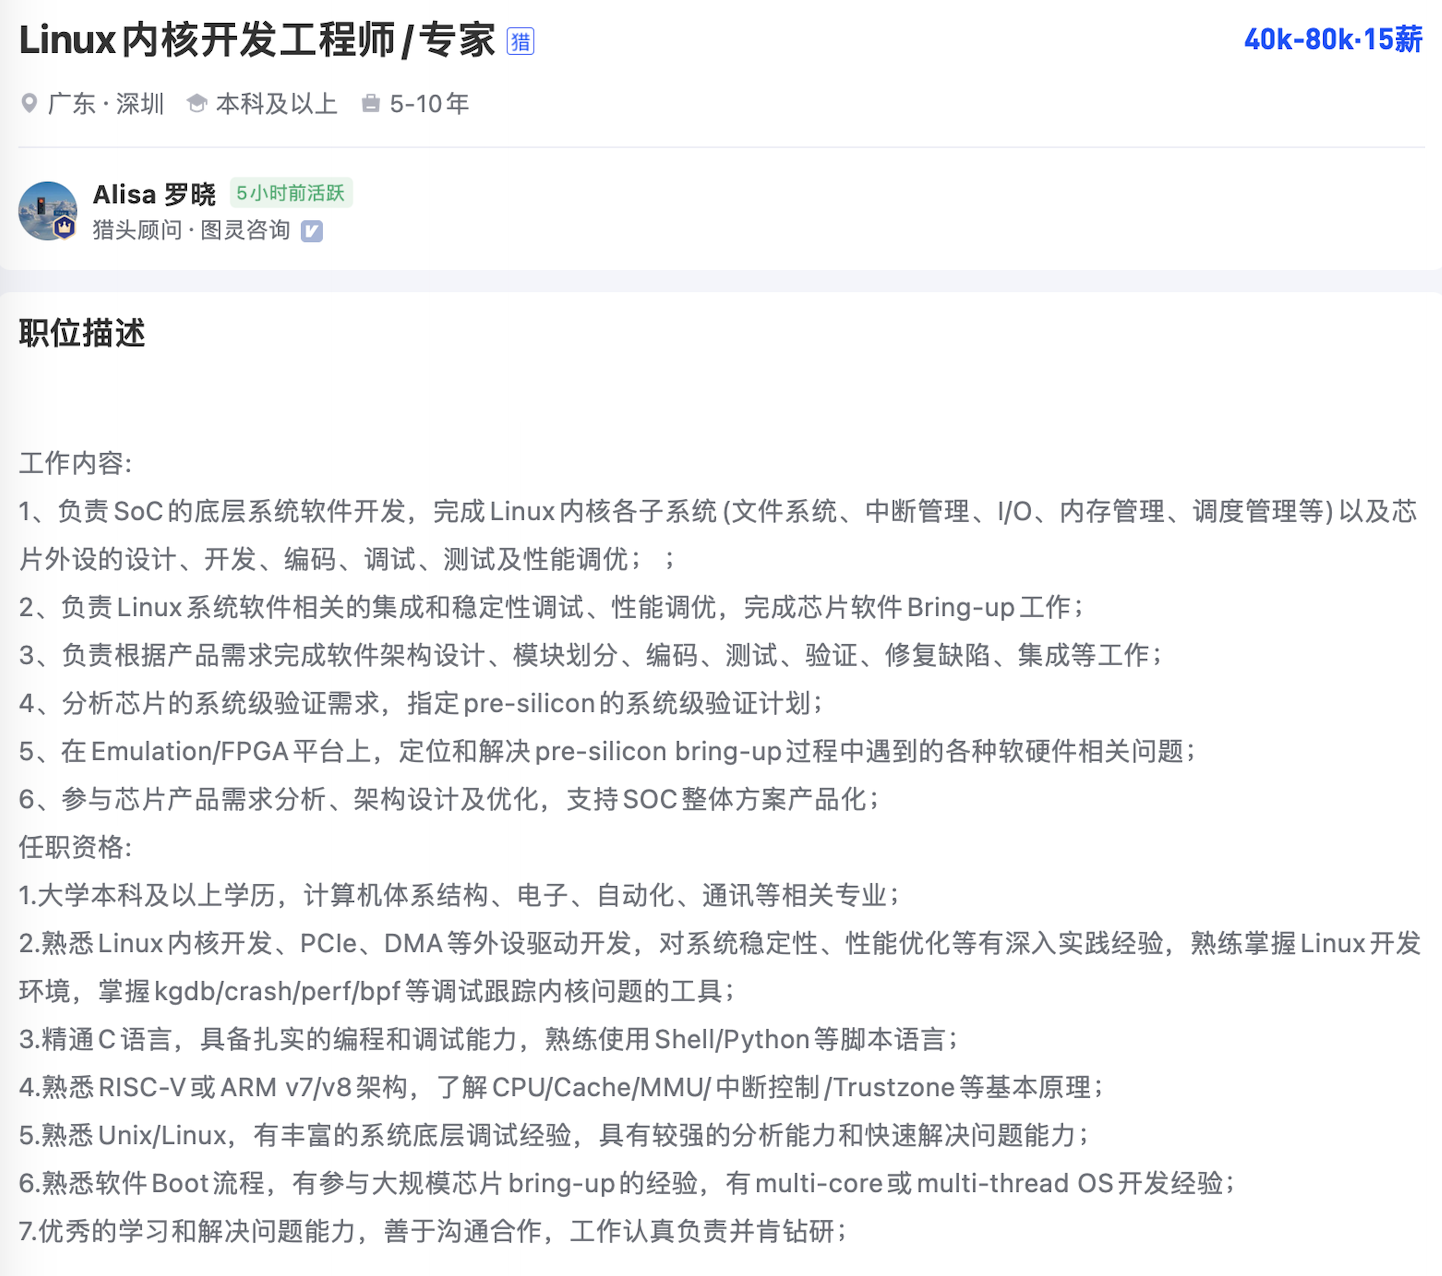 Linux内核开发工程师/专家 猎 40k-80k·15薪
广东·深圳 本科及以上 5-10年
Alisa 罗晓 5小时前活跃
猎头顾问·图灵咨询
职位描述
工作内容:
1、负责SoC的底层系统软件开发，完成Linux内核各子系统(文件系统、中断管理、I/O、内存管理、调度管理等)以及芯
片外设的设计、开发、编码、调试、测试及性能调优；；
2、负责Linux系统软件相关的集成和稳定性调试、性能调优，完成芯片软件Bring-up工作；
3、负责根据产品需求完成软件架构设计、模块划分、编码、测试、验证、修复缺陷、集成等工作；
4、分析芯片的系统级验证需求，指定pre-silicon的系统级验证计划；
5、在Emulation/FPGA平台上，定位和解决pre-silicon bring-up过程中遇到的各种软硬件相关问题；
6、参与芯片产品需求分析、架构设计及优化，支持SOC整体方案产品化；
任职资格:
1.大学本科及以上学历，计算机体系结构、电子、自动化、通讯等相关专业；
2.熟悉Linux内核开发、PCIe、DMA等外设驱动开发，对系统稳定性、性能优化等有深入实践经验，熟练掌握Linux开发
环境，掌握kgdb/crash/perf/bpf等调试跟踪内核问题的工具；
3.精通C语言，具备扎实的编程和调试能力，熟练使用Shell/Python等脚本语言；
4.熟悉RISC-V或ARM v7/v8架构，了解CPU/Cache/MMU/中断控制/Trustzone等基本原理；
5.熟悉Unix/Linux，有丰富的系统底层调试经验，具有较强的分析能力和快速解决问题能力；
6.熟悉软件Boot流程，有参与大规模芯片bring-up的经验，有multi-core或multi-thread OS开发经验；
7.优秀的学习和解决问题能力，善于沟通合作，工作认真负责并肯钻研；